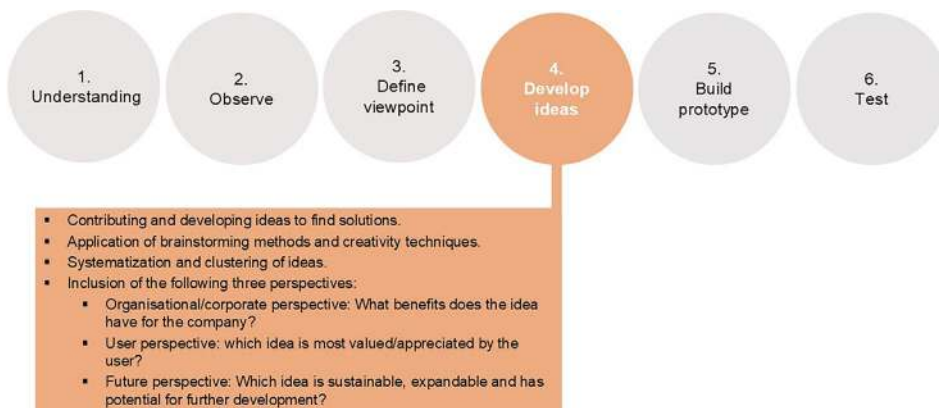 1.
Understanding
2.
Observe
3.
Define
viewpoint
4.
Develop
ideas
5.
Build
prototype
6.
Test
▪ Contributing and developing ideas to find solutions.
▪ Application of brainstorming methods and creativity techniques.
▪ Systematization and clustering of ideas.
▪ Inclusion of the following three perspectives:
▪ Organisational/corporate perspective: What benefits does the idea
have for the company?
▪ User perspective: which idea is most valued/appreciated by the
user?
▪ Future perspective: Which idea is sustainable, expandable and has
potential for further development?